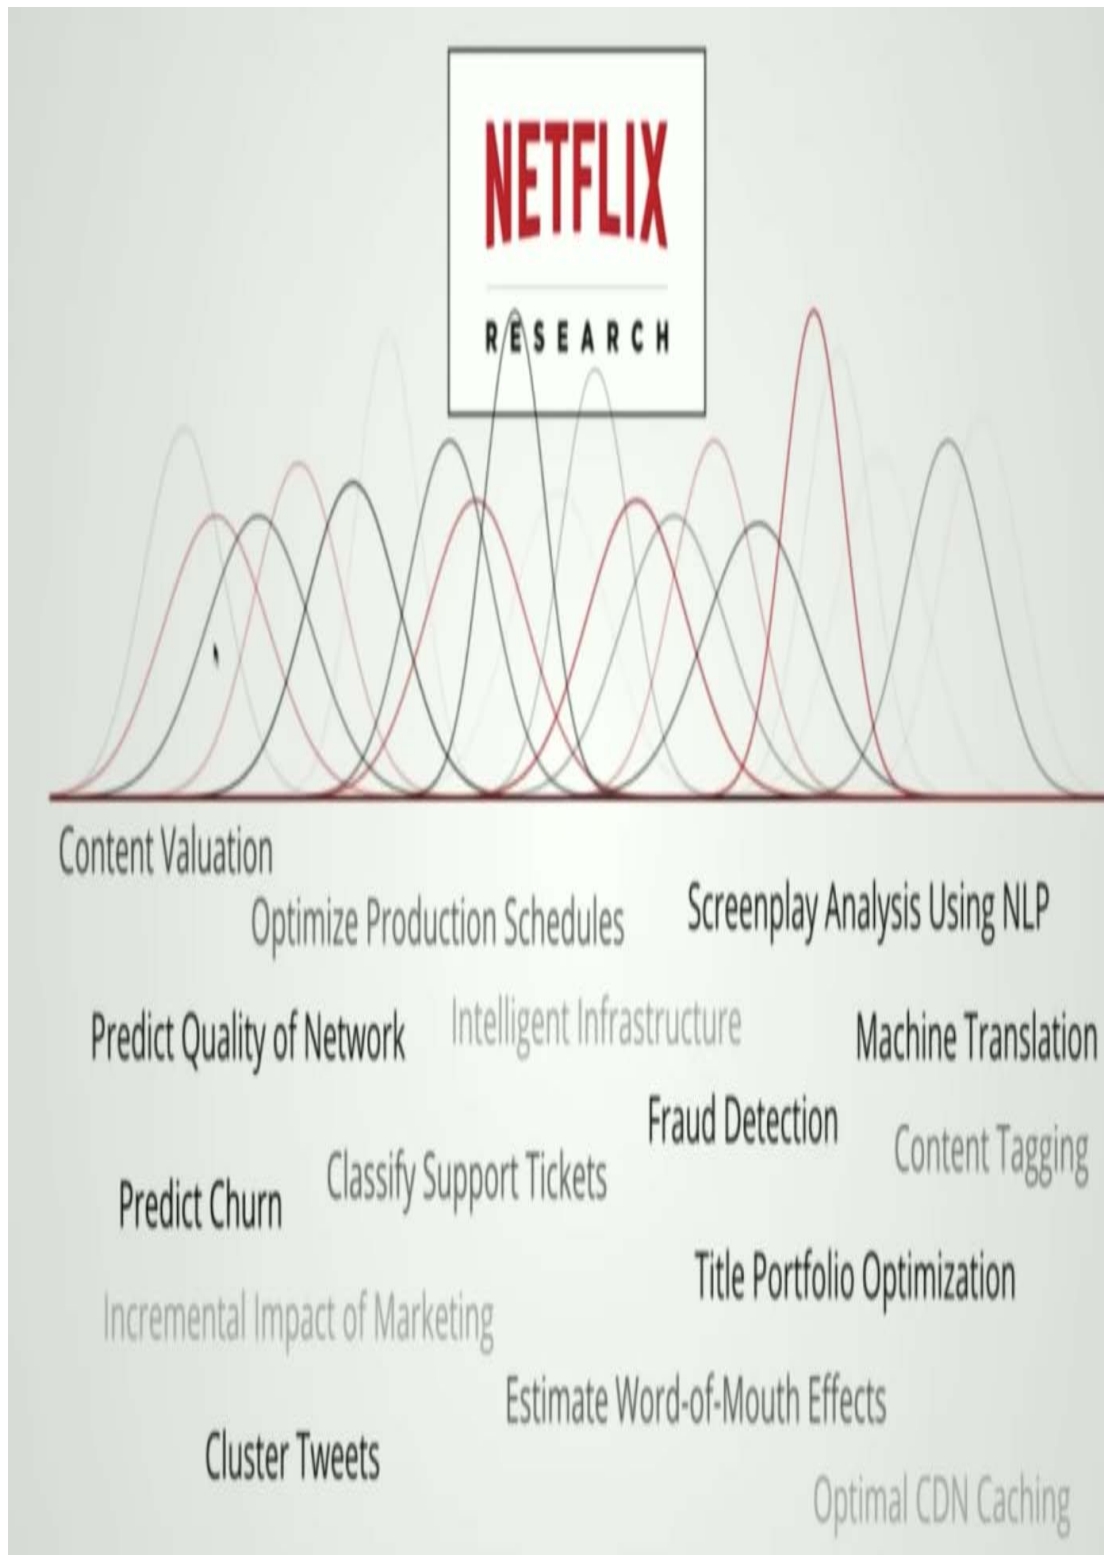 NETFLIX
RESEARCH
Content Valuation
Optimize Production Schedules
Screenplay Analysis Using NLP
Predict Quality of Network
Intelligent Infrastructure
Machine Translation
Fraud Detection
Content Tagging
Classify Support Tickets
Predict Churn
Title Portfolio Optimization
Incremental Impact of Marketing
Estimate Word-of-Mouth Effects
Cluster Tweets
Optimal CDN Caching